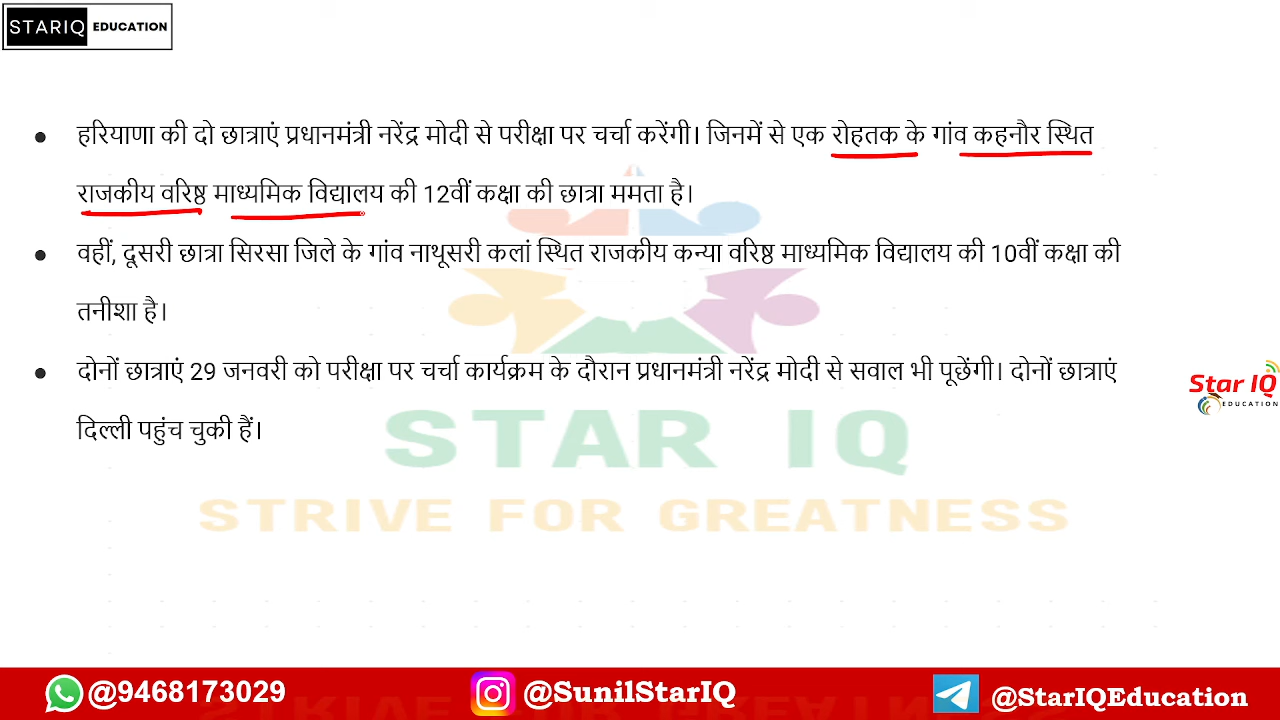 STARIQ EDUCATION
हरियाणा की दो छात्राएं प्रधानमंत्री नरेंद्र मोदी से परीक्षा पर चर्चा करेंगी। जिनमें से एक रोहतक के गांव कहनौर स्थित
राजकीय वरिष्ठ माध्यमिक विद्यालय की 12वीं कक्षा की छात्रा ममता है।
वहीं, दूसरी छात्रा सिरसा जिले के गांव नाथूसरी कलां स्थित राजकीय कन्या वरिष्ठ माध्यमिक विद्यालय की 10वीं कक्षा की
तनीशा है।
दोनों छात्राएं 29 जनवरी को परीक्षा पर चर्चा कार्यक्रम के दौरान प्रधानमंत्री नरेंद्र मोदी से सवाल भी पूछेंगी। दोनों छात्राएं
दिल्ली पहुंच चुकी हैं।
Star IQ
EDUCATION
STAR IQ
STRIVE FOR GREATNESS
@9468173029 @SunilStarIQ @StarIQEducation